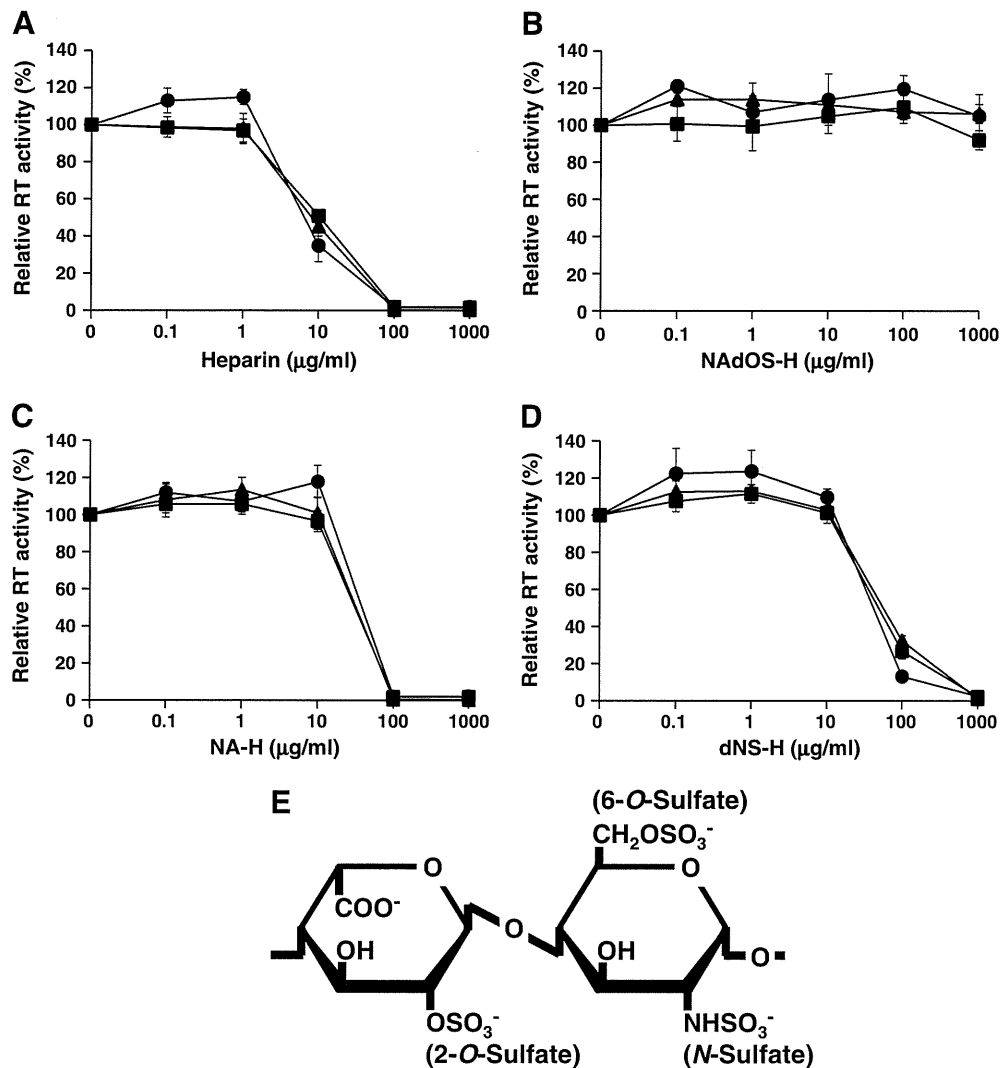 A
Relative RT activity (%)
140
120
100
80
60
40
20
0
0 0.1 1 10 100 1000
Heparin (µg/ml)
B
Relative RT activity (%)
140
120
100
80
60
40
20
0
0 0.1 1 10 100 1000
NAdOS-H (µg/ml)
C
Relative RT activity (%)
140
120
100
80
60
40
20
0
0 0.1 1 10 100 1000
NA-H (µg/ml)
D
Relative RT activity (%)
140
120
100
80
60
40
20
0
0 0.1 1 10 100 1000
dNS-H (µg/ml)
E
(6-O-Sulfate)
CH₂OSO₃⁻
O O
COO⁻
O
OH OH
O
OSO₃⁻ NHSO₃⁻
(2-O-Sulfate) (N-Sulfate)